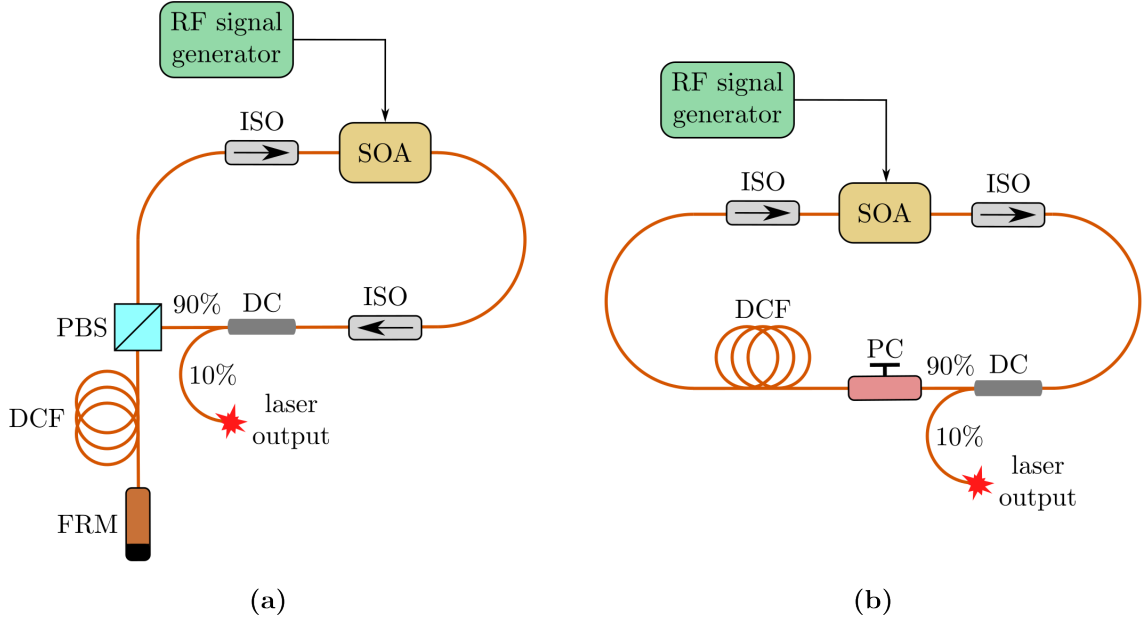 RF signal
generator
ISO
SOA
90%
DC
ISO
PBS
10%
DCF
laser
output
FRM
(a)
RF signal
generator
ISO
SOA
ISO
DCF
PC
90%
DC
10%
laser
output
(b)